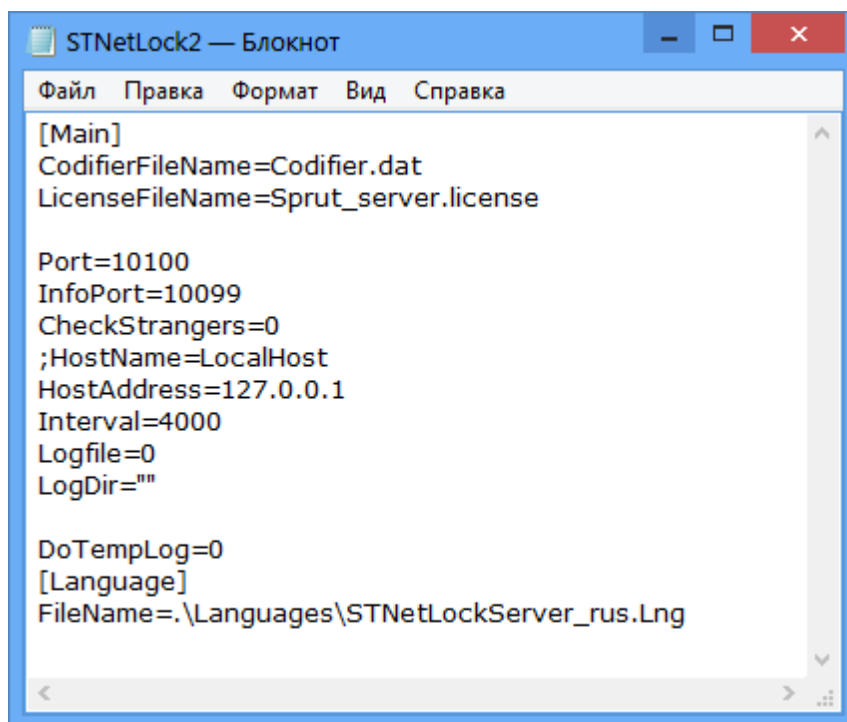 STNetLock2 — Блокнот
Файл Правка Формат Вид Справка
[Main]
CodifierFileName=Codifier.dat
LicenseFileName=Sprut_server.license
Port=10100
InfoPort=10099
CheckStrangers=0
;HostName=LocalHost
HostAddress=127.0.0.1
Interval=4000
Logfile=0
LogDir=""
DoTempLog=0
[Language]
FileName=.\Languages\STNetLockServer_rus.Lng